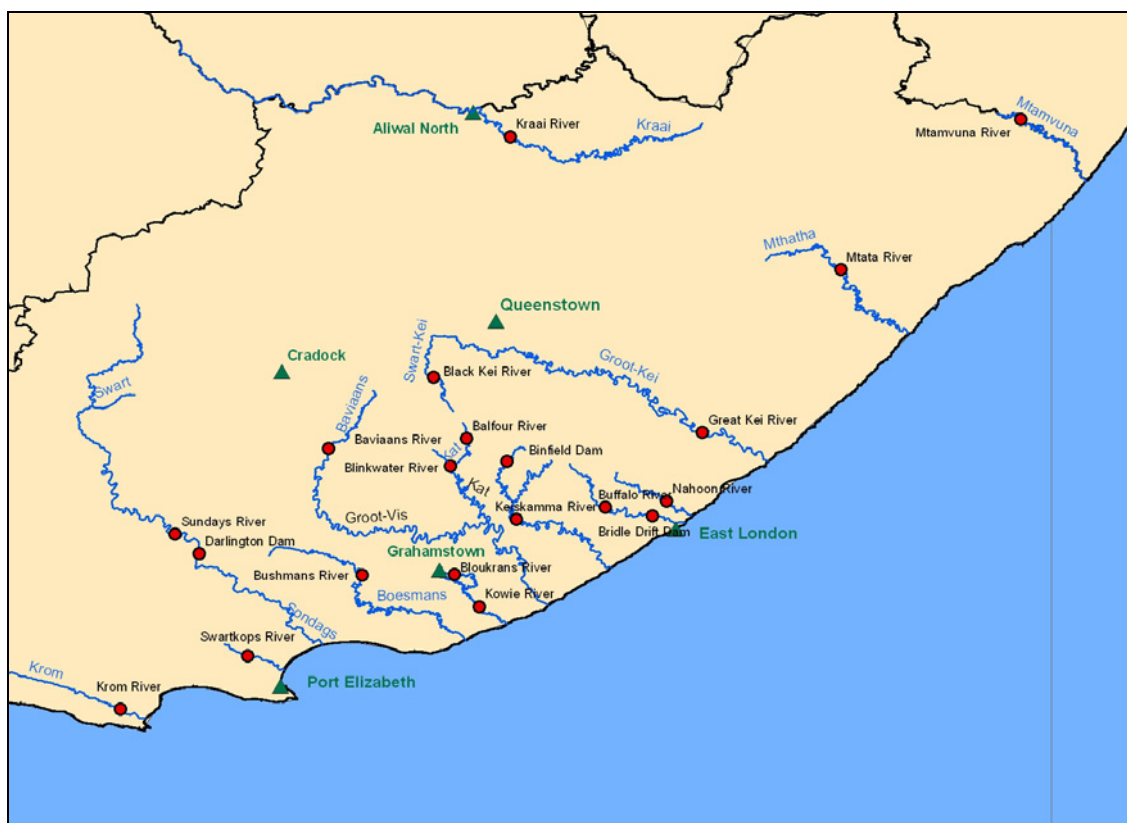 Mtamvuna
Aliwal North
Kraai River
Kraai
Mtamvuna River
Mthatha
Mtata River
Queenstown
Swart-Kei
Groot-Kei
Cradock
Swart
Black Kei River
Baviaans
Great Kei River
Balfour River
Baviaans River
Kat
Binfield Dam
Blinkwater River
Kat
Nahoon River
Buffalo River
Keiskamma River
Groot-Vis
Sundays River
Bridle Drift Dam
East London
Darlington Dam
Grahamstown
Bloukrans River
Bushmans River
Boesmans
Kowie River
Sondags
Swartkops River
Krom
Krom River
Port Elizabeth